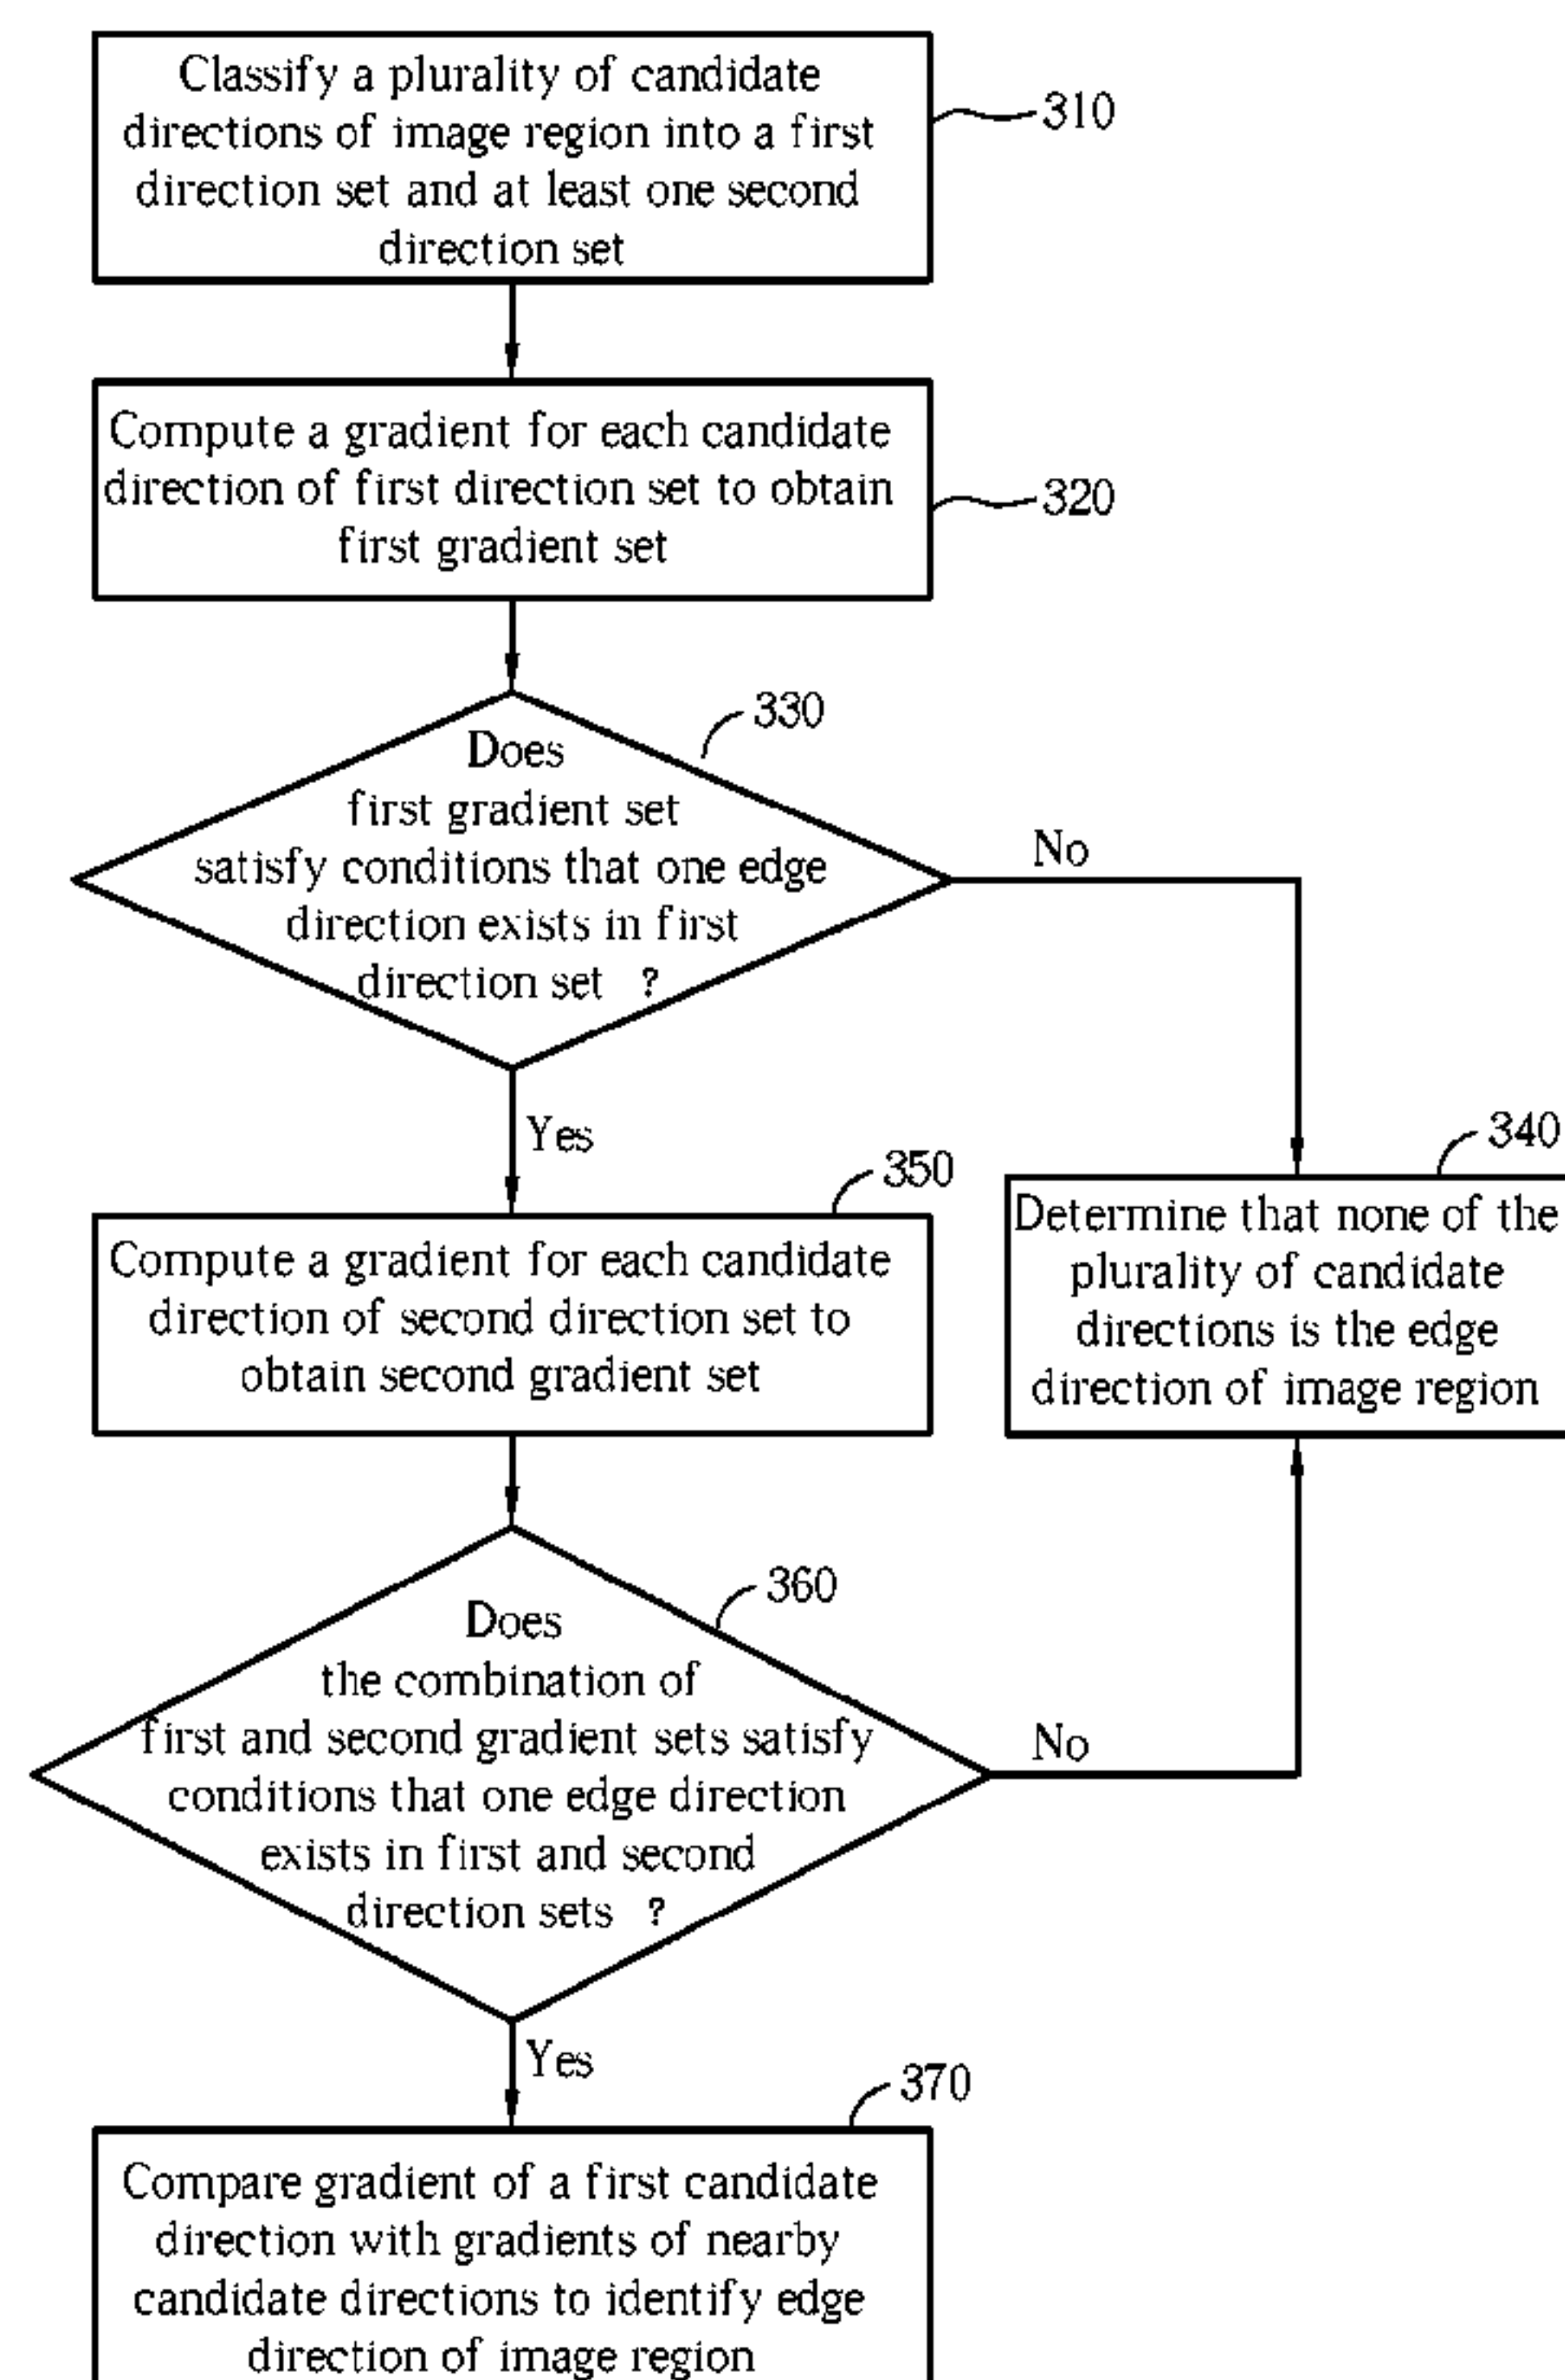 Classify a plurality of candidate
directions of image region into a first
direction set and at least one second
direction set
310
Compute a gradient for each candidate
direction of first direction set to obtain
first gradient set
320
330
Does
first gradient set
satisfy conditions that one edge
direction exists in first
direction set ?
No
Yes
340
Determine that none of the
plurality of candidate
directions is the edge
direction of image region
350
Compute a gradient for each candidate
direction of second direction set to
obtain second gradient set
360
Does
the combination of
first and second gradient sets satisfy
conditions that one edge direction
exists in first and second
direction sets ?
No
Yes
370
Compare gradient of a first candidate
direction with gradients of nearby
candidate directions to identify edge
direction of image region